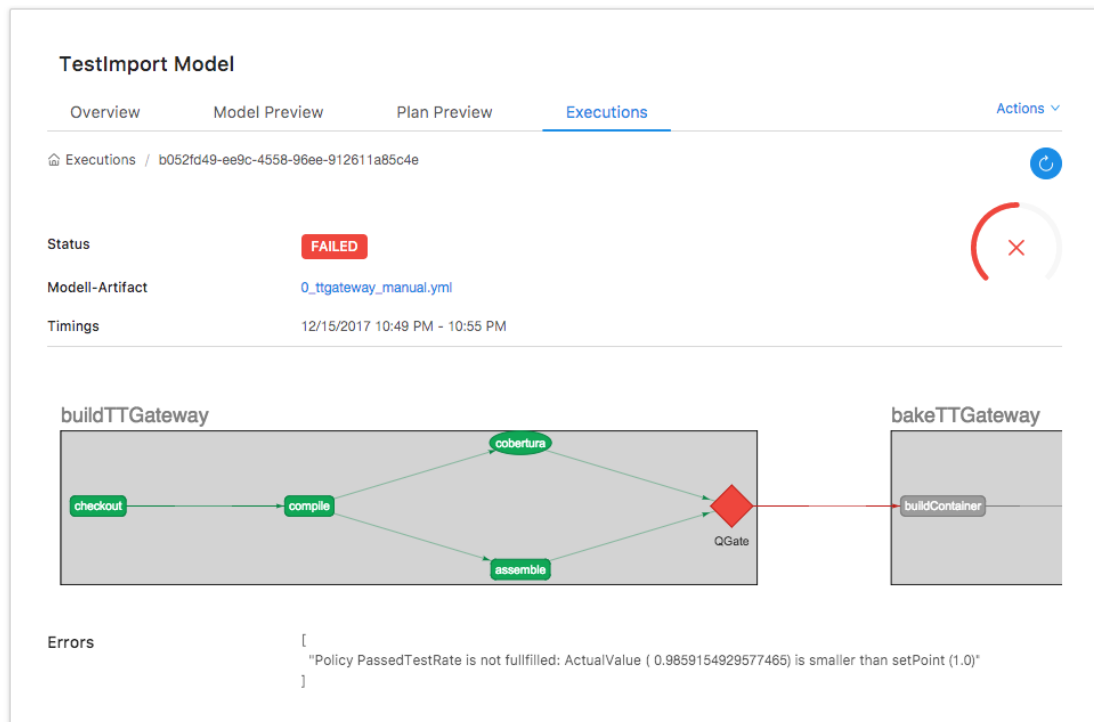 TestImport Model
Overview Model Preview Plan Preview Executions Actions
Executions / b052fd49-ee9c-4558-96ee-912611a85c4e
Status FAILED
Modell-Artifact 0_ttgateway_manual.yml
Timings 12/15/2017 10:49 PM - 10:55 PM
buildTTGateway bakeTTGateway
cobertura
checkout compile buildContainer
QGate
assemble
Errors [
"Policy PassedTestRate is not fullfilled: ActualValue ( 0.9859154929577465) is smaller than setPoint (1.0)"
]